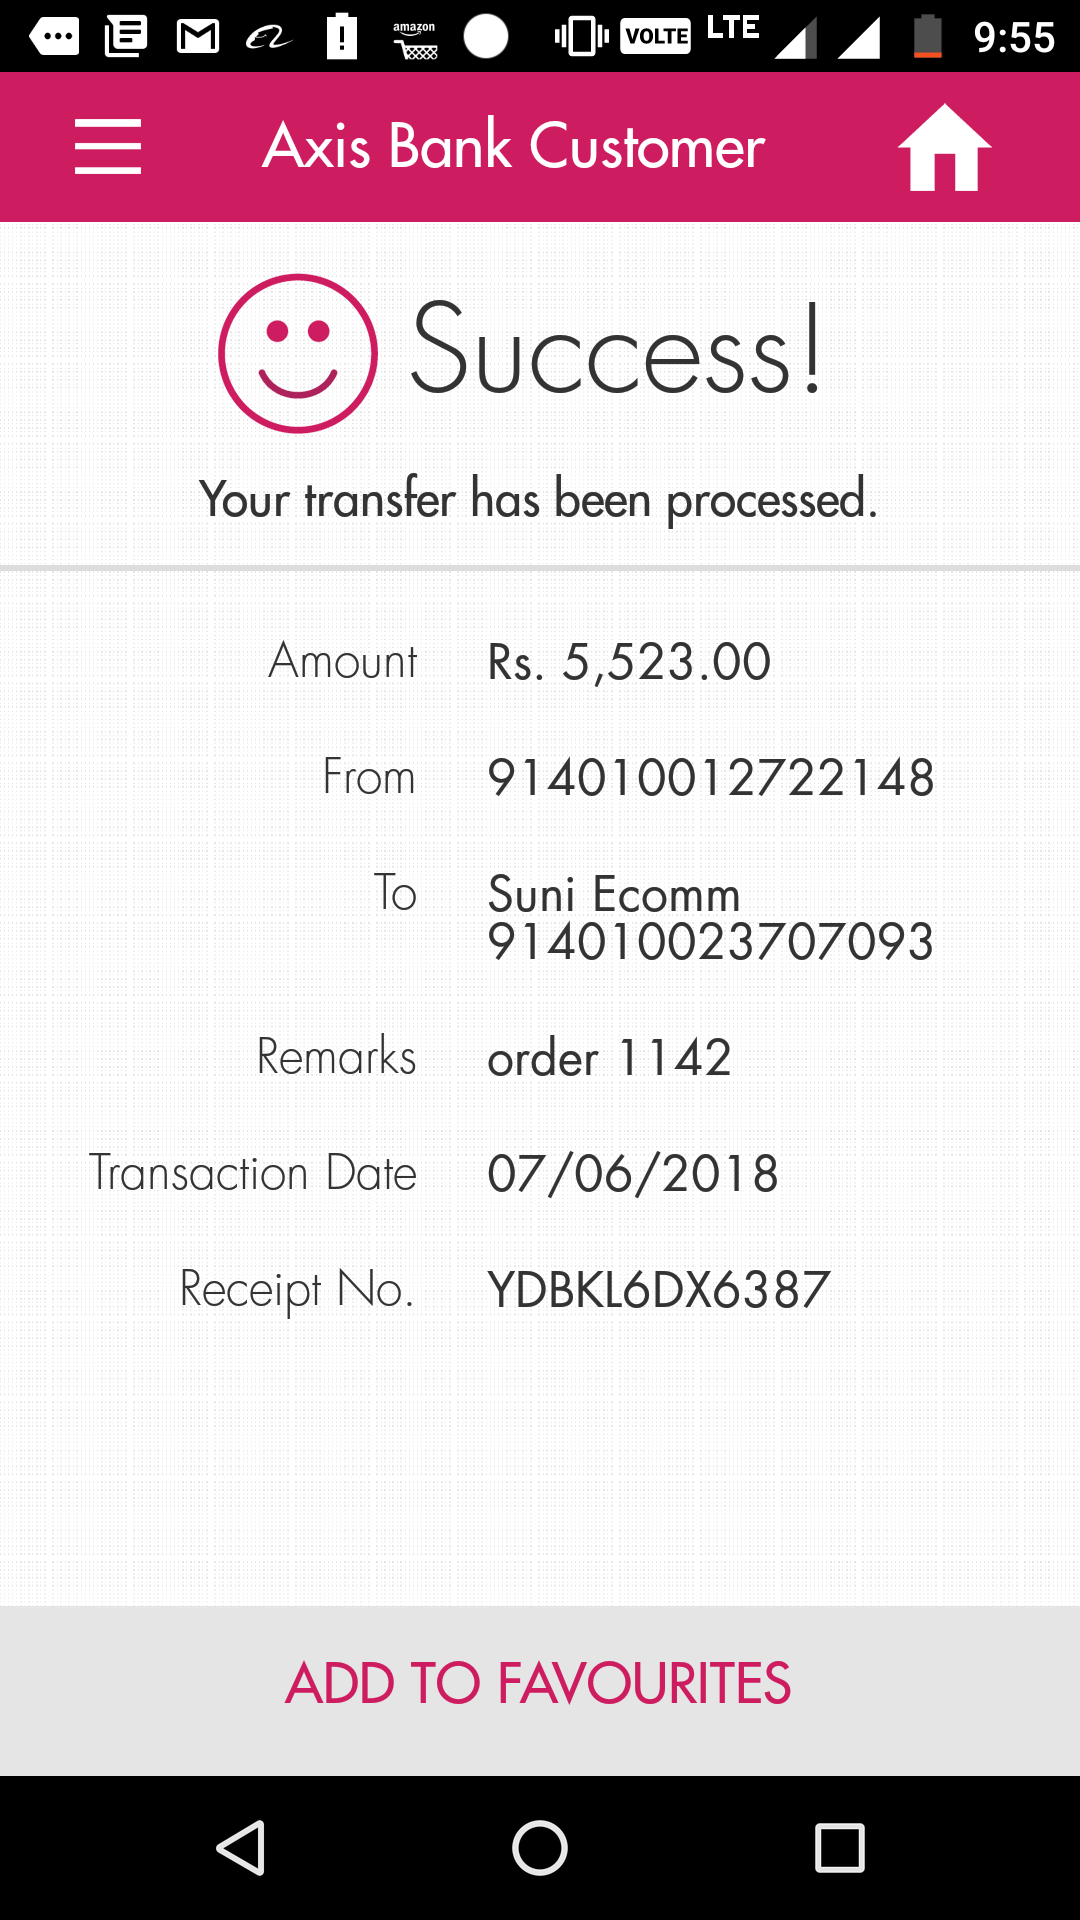 amazon VOLTE LTE 9:55
Axis Bank Customer
Success!
Your transfer has been processed.
Amount Rs. 5,523.00
From 914010012722148
To Suni Ecomm
914010023707093
Remarks order 1142
Transaction Date 07/06/2018
Receipt No. YDBKL6DX6387
ADD TO FAVOURITES